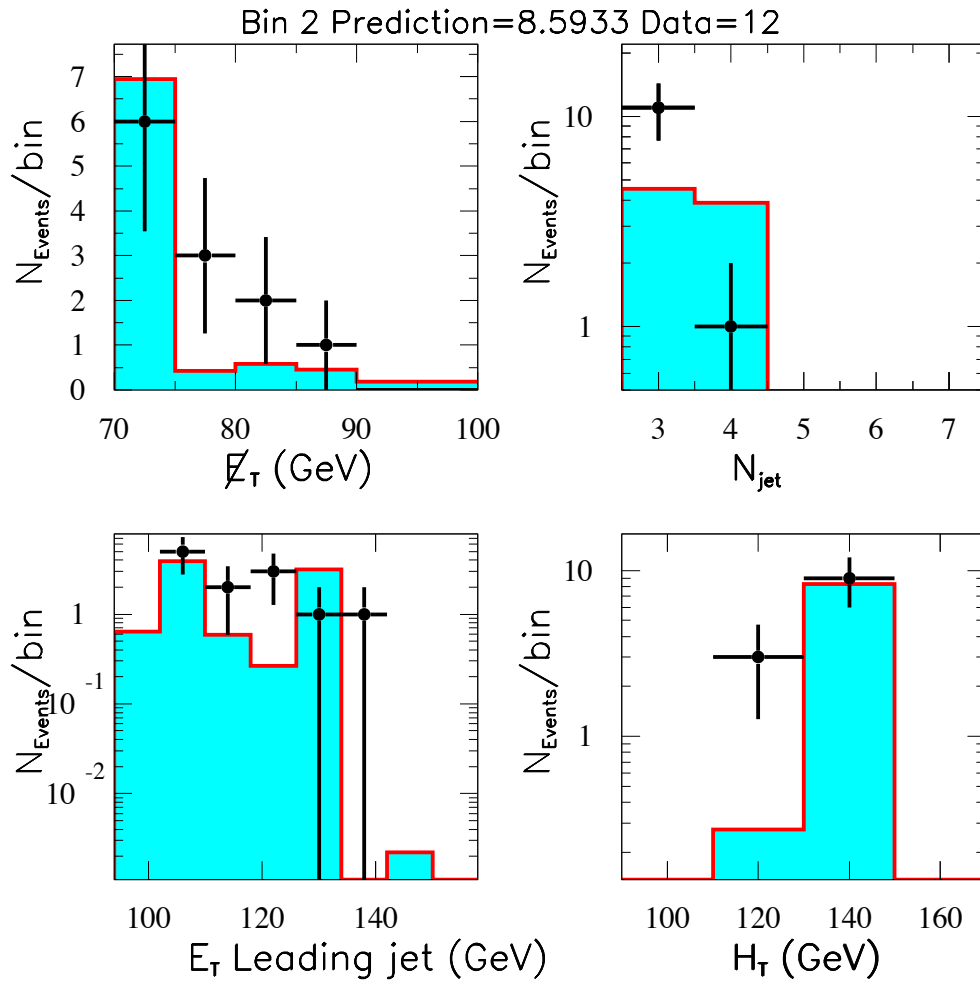 Bin 2 Prediction=8.5933 Data=12
N_Events/bin
7
6
5
4
3
2
1
0
70 80 90 100
E̸_T (GeV)
N_Events/bin
10
1
3 4 5 6 7
N_jet
N_Events/bin
1
10^-1
10^-2
100 120 140
E_T Leading jet (GeV)
N_Events/bin
10
1
100 120 140 160
H_T (GeV)